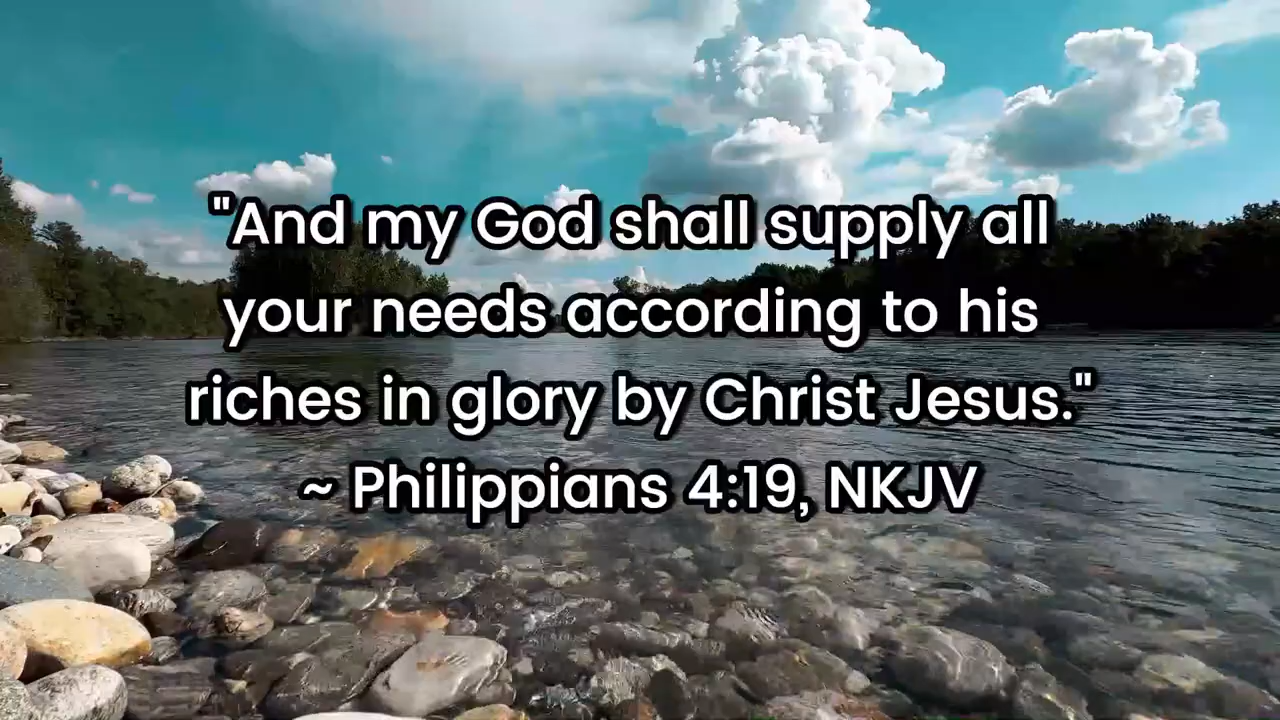 "And my God shall supply all
your needs according to his
riches in glory by Christ Jesus."
~ Philippians 4:19, NKJV